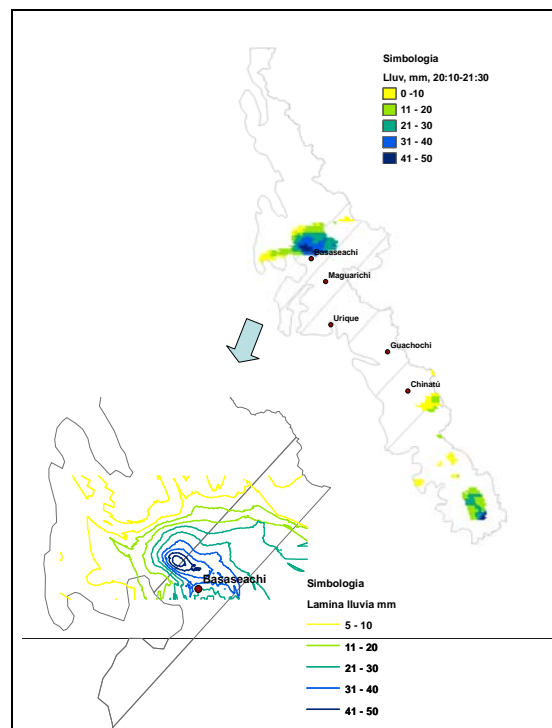 Simbologia
Lluv, mm, 20:10-21:30
0 -10
11 - 20
21 - 30
31 - 40
41 - 50
Basaseachi
Maguarichi
Urique
Guachochi
Chinatú
Basaseachi
Simbologia
Lamina lluvia mm
5 - 10
11 - 20
21 - 30
31 - 40
41 - 50